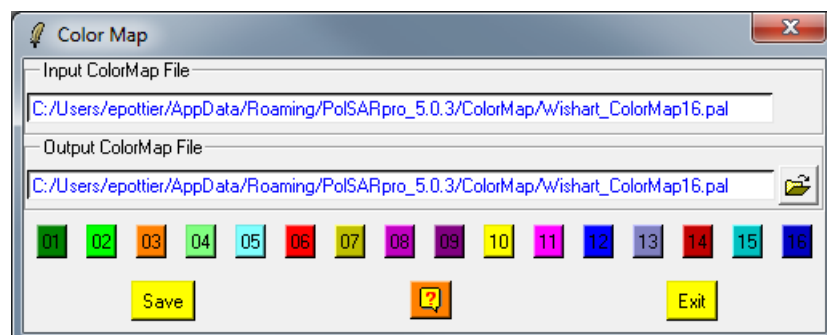 Color Map
Input ColorMap File
C:/Users/epottier/AppData/Roaming/PolSARpro_5.0.3/ColorMap/Wishart_ColorMap16.pal
Output ColorMap File
C:/Users/epottier/AppData/Roaming/PolSARpro_5.0.3/ColorMap/Wishart_ColorMap16.pal
01 02 03 04 05 06 07 08 09 10 11 12 13 14 15 16
Save ? Exit